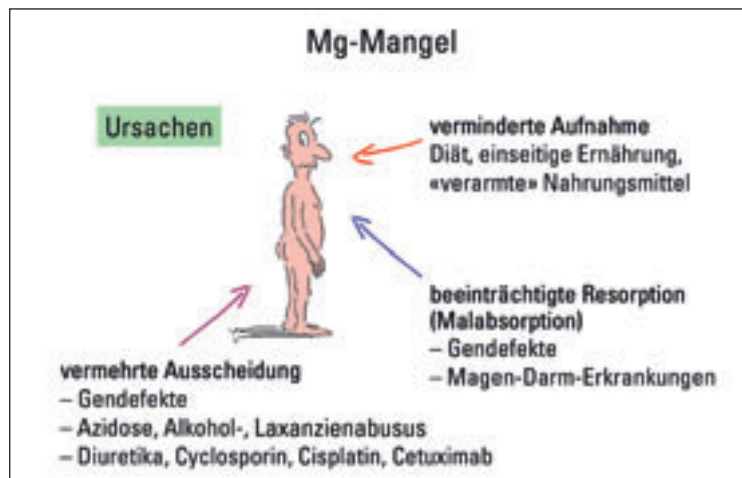 Mg-Mangel
Ursachen
verminderte Aufnahme
Diät, einseitige Ernährung,
«verarmte» Nahrungsmittel
beeinträchtigte Resorption
(Malabsorption)
– Gendefekte
– Magen-Darm-Erkrankungen
vermehrte Ausscheidung
– Gendefekte
– Azidose, Alkohol-, Laxanzienabusus
– Diuretika, Cyclosporin, Cisplatin, Cetuximab